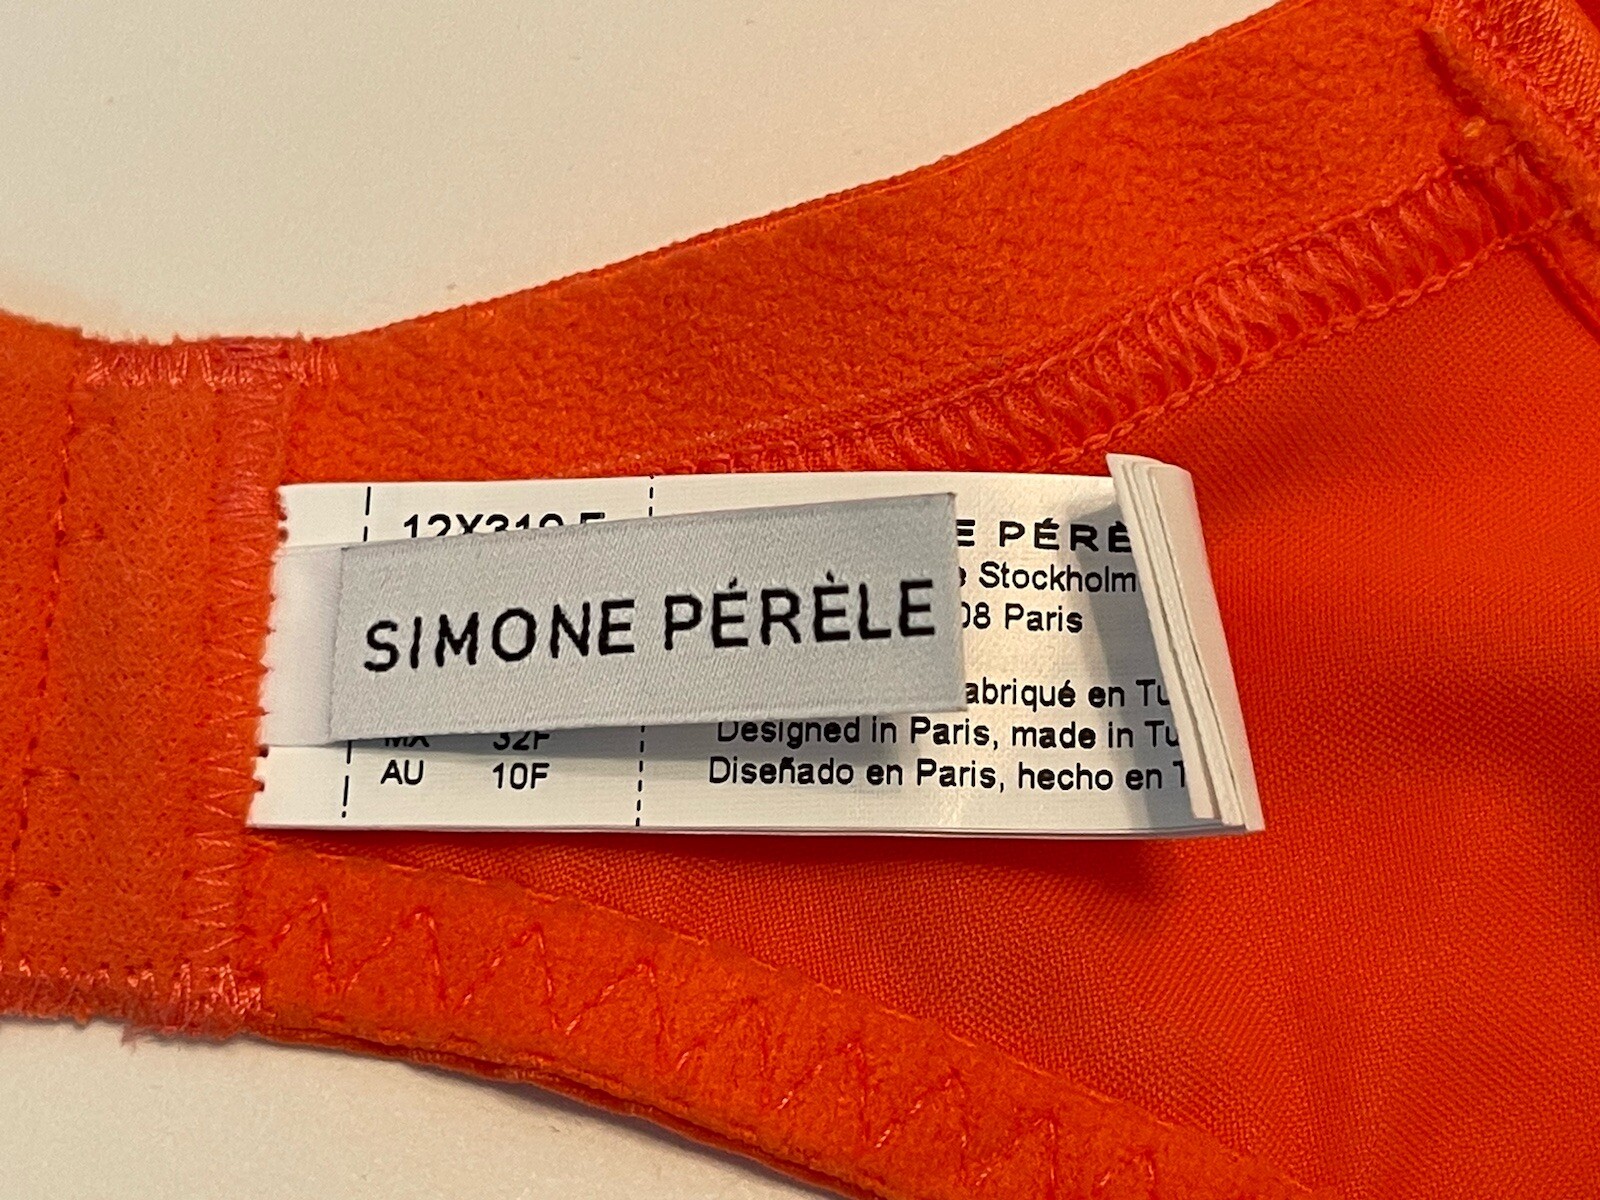 12X319 F
SIMONE PÉRÈLE
E PÉRÈ
Stockholm
08 Paris
abriqué en Tu
MX 32F
Designed in Paris, made in Tu
AU 10F
Diseñado en Paris, hecho en T